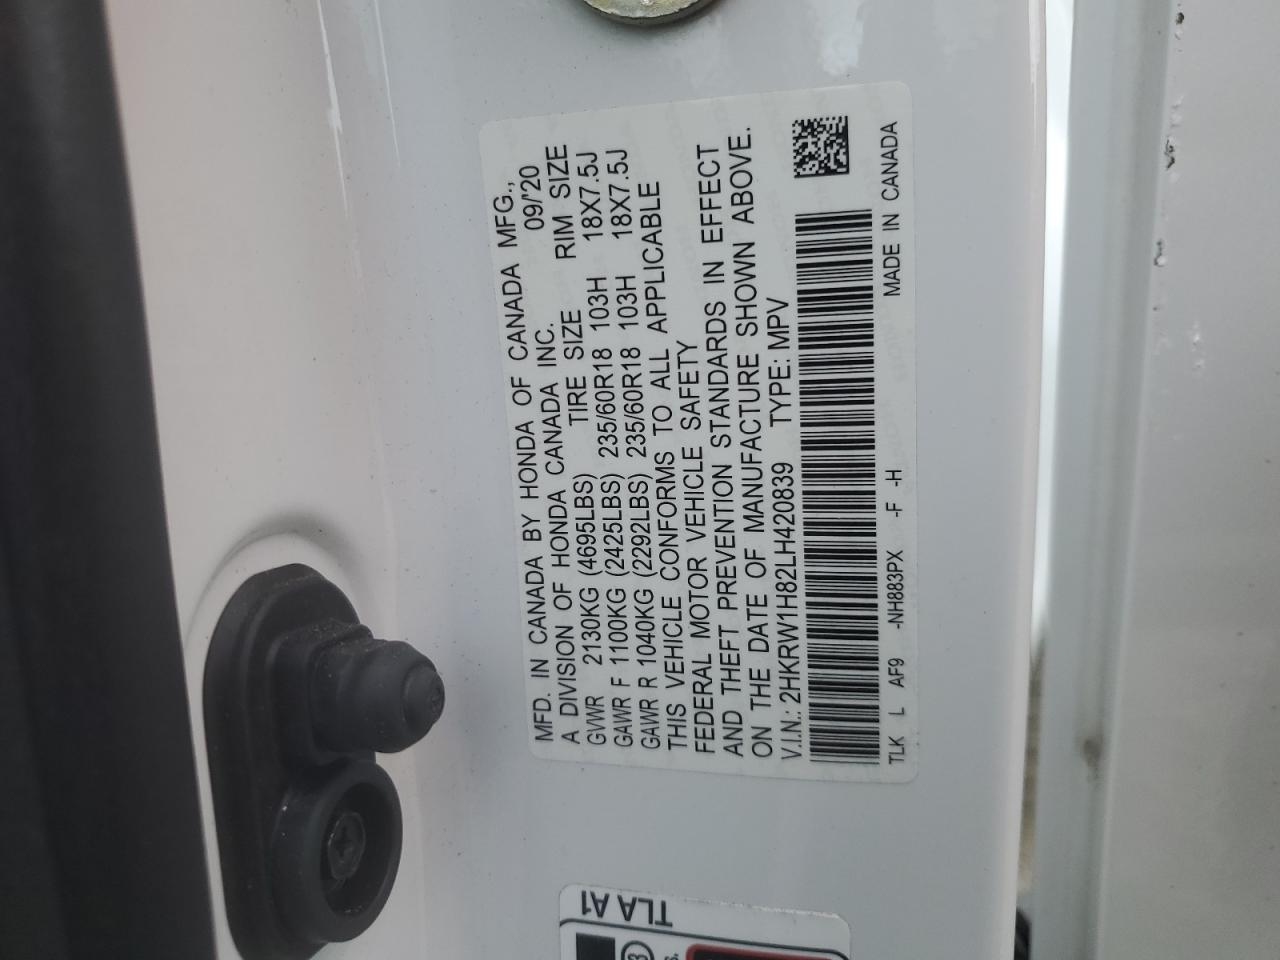 MFD. IN CANADA BY HONDA OF CANADA MFG.,
A DIVISION OF HONDA CANADA INC. 09/'20
GVWR 2130KG (4695LBS) TIRE SIZE RIM SIZE
GAWR F 1100KG (2425LBS) 235/60R18 103H 18X7.5J
GAWR R 1040KG (2292LBS) 235/60R18 103H 18X7.5J
THIS VEHICLE CONFORMS TO ALL APPLICABLE
FEDERAL MOTOR VEHICLE SAFETY
AND THEFT PREVENTION STANDARDS IN EFFECT
ON THE DATE OF MANUFACTURE SHOWN ABOVE.
V.I.N.: 2HKRW1H82LH420839 TYPE: MPV
TLK L AF9 -NH883PX -F -H MADE IN CANADA
TLA A1